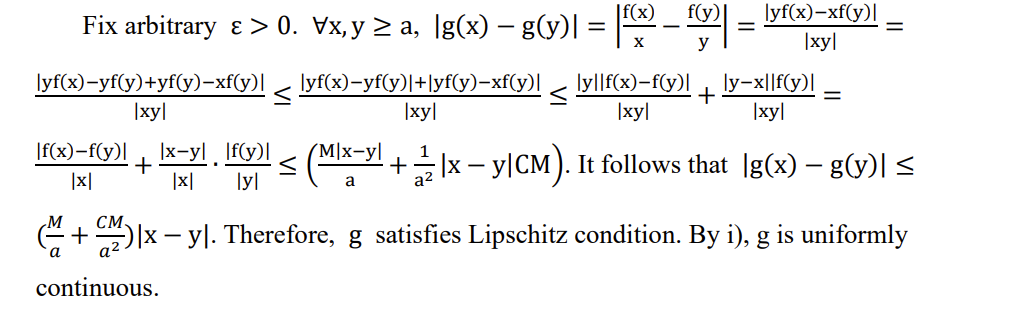 Fix arbitrary ε > 0. ∀x, y ≥ a, |g(x) − g(y)| = |f(x)/x − f(y)/y| = |yf(x)−xf(y)|/|xy| =
|yf(x)−yf(y)+yf(y)−xf(y)|/|xy| ≤ |yf(x)−yf(y)|+|yf(y)−xf(y)|/|xy| ≤ |y||f(x)−f(y)|/|xy| + |y−x||f(y)|/|xy| =
|f(x)−f(y)|/|x| + |x−y|/|x| · |f(y)|/|y| ≤ (M|x−y|/a + 1/a² |x − y|CM). It follows that |g(x) − g(y)| ≤
(M/a + CM/a²)|x − y|. Therefore, g satisfies Lipschitz condition. By i), g is uniformly
continuous.